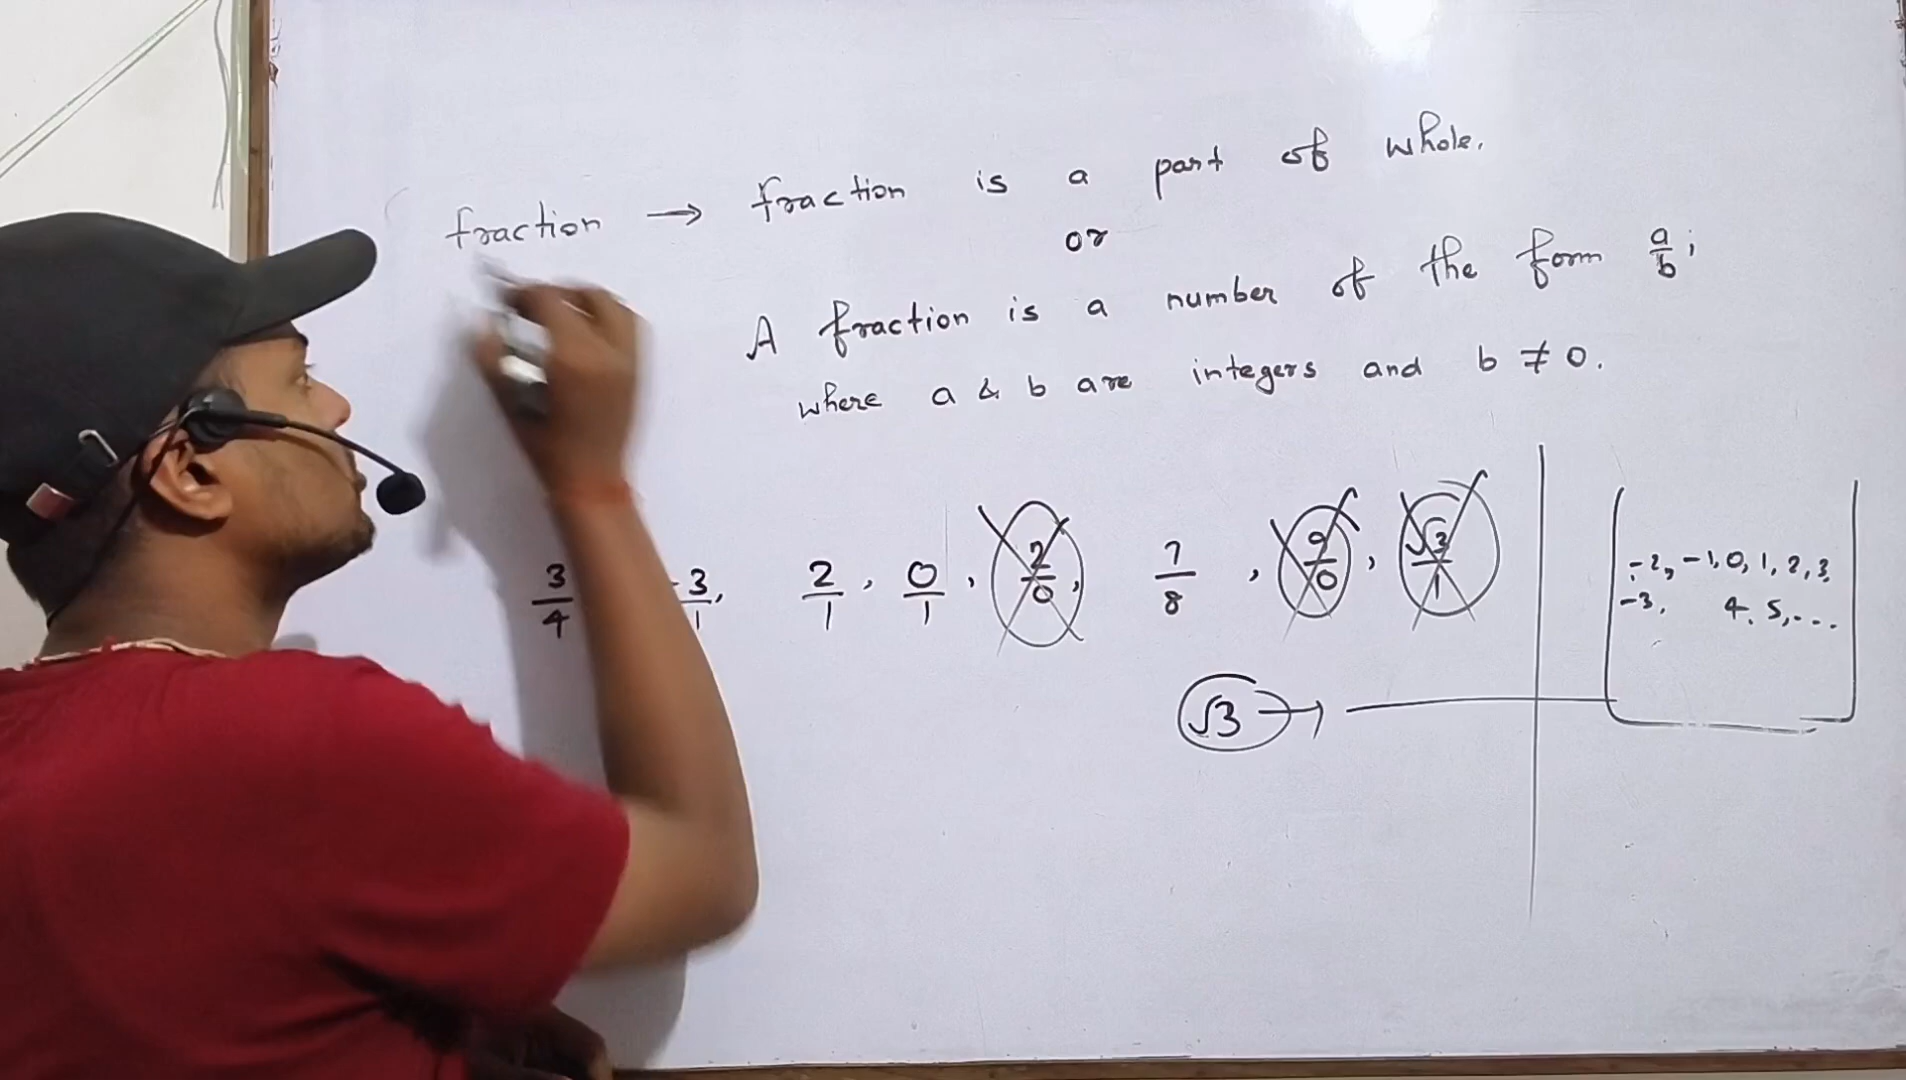 fraction → fraction is a part of whole.
or
A fraction is a number of the form a/b;
where a & b are integers and b ≠ 0.
3/4 -3/1, 2/1, 0/1, 2/0, 7/8, 9/0, √3/1
-2, -1, 0, 1, 2, 3,
-3, 4, 5, ...
√3 →